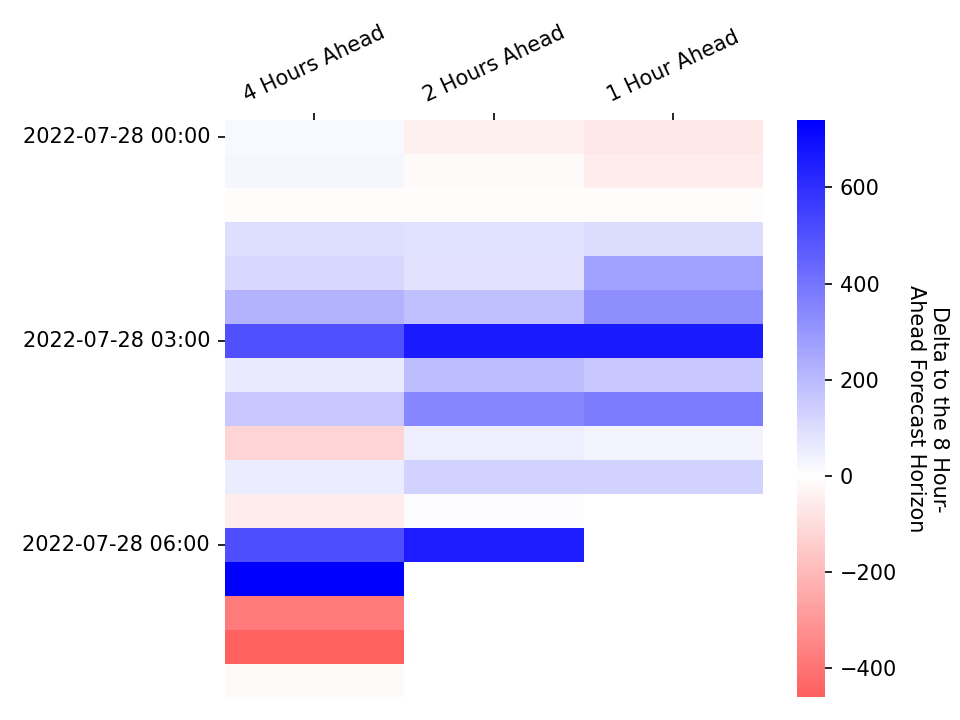 4 Hours Ahead
2 Hours Ahead
1 Hour Ahead
2022-07-28 00:00
2022-07-28 03:00
2022-07-28 06:00
600
400
200
0
−200
−400
Delta to the 8 Hour-
Ahead Forecast Horizon